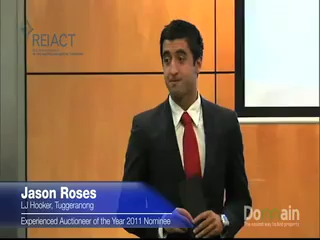 REIACT
Jason Roses
LJ Hooker, Tuggeranong
Experienced Auctioneer of the Year 2011 Nominee
Domain